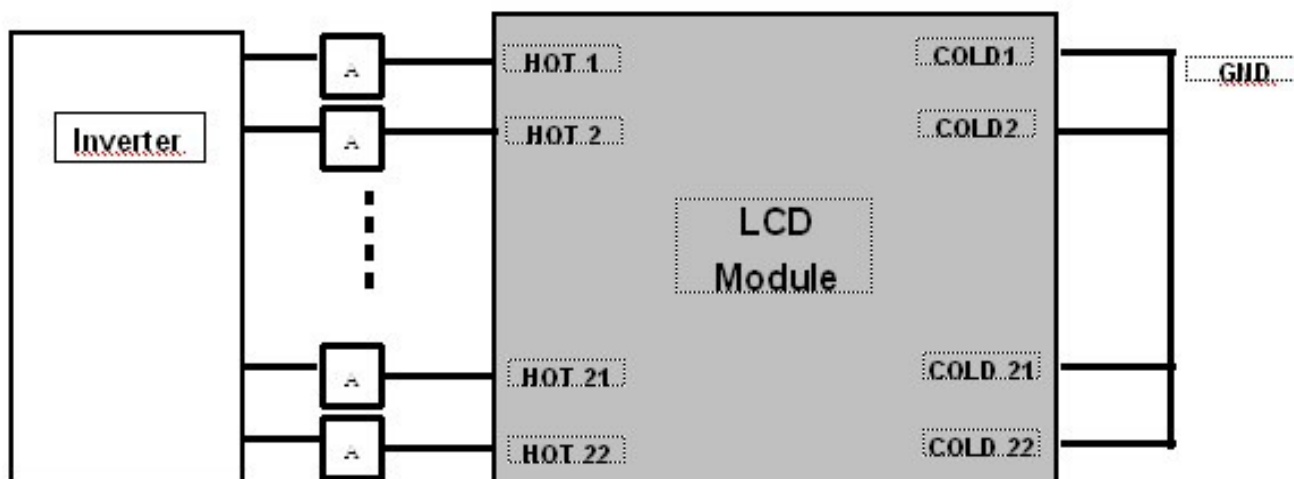 Inverter
A
HOT 1
COLD1
GND
A
HOT 2
COLD2
LCD
Module
A
HOT 21
COLD 21
A
HOT 22
COLD 22